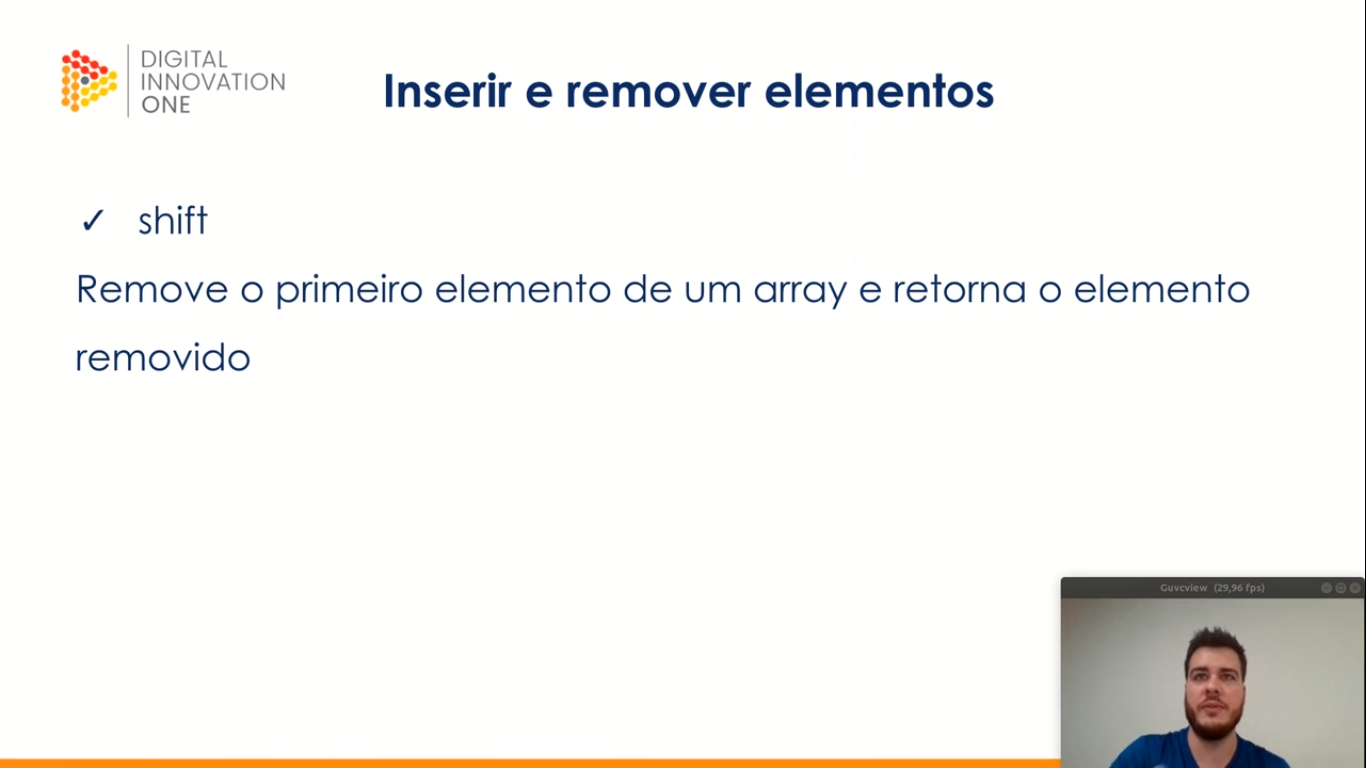 DIGITAL
INNOVATION
ONE
Inserir e remover elementos
✓ shift
Remove o primeiro elemento de um array e retorna o elemento
removido
Guvcview (29,96 fps)